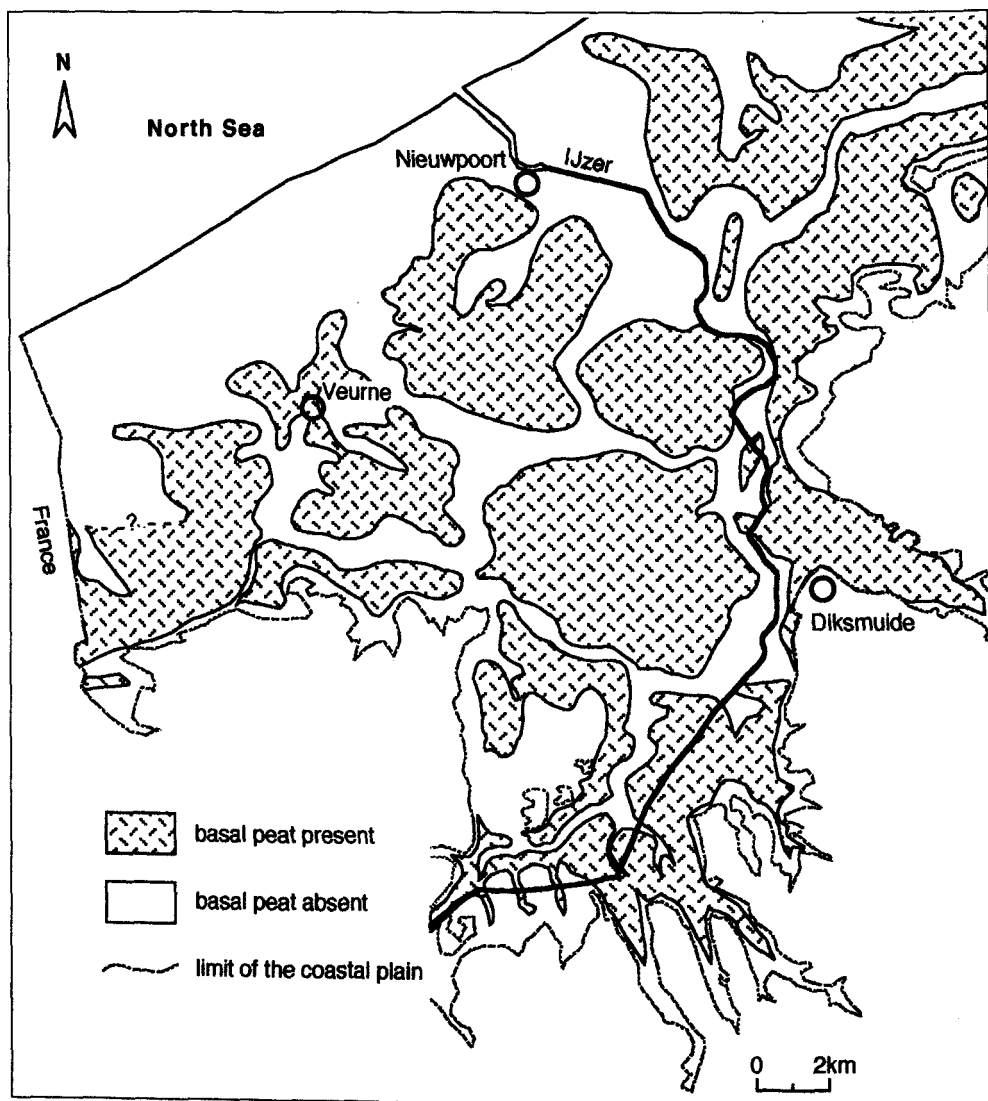 N
North Sea
Nieuwpoort
IJzer
Veurne
France
?
Diksmuide
basal peat present
basal peat absent
limit of the coastal plain
0 2km